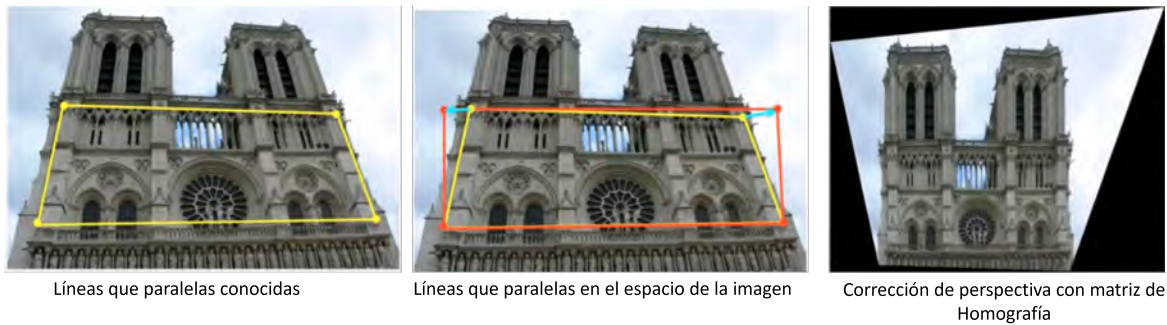 Líneas que paralelas conocidas
Líneas que paralelas en el espacio de la imagen
Corrección de perspectiva con matriz de
Homografía